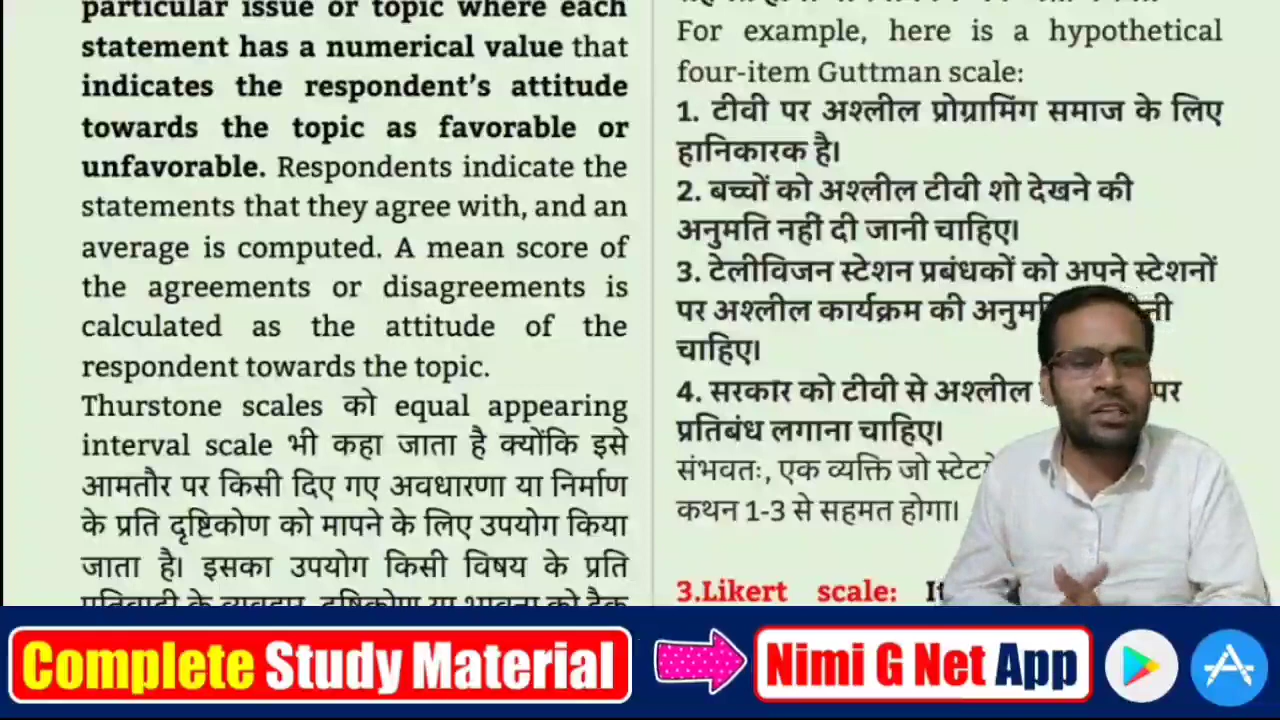 particular issue or topic where each
statement has a numerical value that
indicates the respondent's attitude
towards the topic as favorable or
unfavorable. Respondents indicate the
statements that they agree with, and an
average is computed. A mean score of
the agreements or disagreements is
calculated as the attitude of the
respondent towards the topic.
Thurstone scales को equal appearing
interval scale भी कहा जाता है क्योंकि इसे
आमतौर पर किसी दिए गए अवधारणा या निर्माण
के प्रति दृष्टिकोण को मापने के लिए उपयोग किया
जाता है। इसका उपयोग किसी विषय के प्रति
For example, here is a hypothetical
four-item Guttman scale:
1. टीवी पर अश्लील प्रोग्रामिंग समाज के लिए
हानिकारक है।
2. बच्चों को अश्लील टीवी शो देखने की
अनुमति नहीं दी जानी चाहिए।
3. टेलीविजन स्टेशन प्रबंधकों को अपने स्टेशनों
पर अश्लील कार्यक्रम की
चाहिए।
4. सरकार को टीवी से अश्लील पर
प्रतिबंध लगाना चाहिए।
संभवतः, एक व्यक्ति जो
कथन 1-3 से सहमत होगा।
3.Likert scale:
Complete Study Material
Nimi G Net App